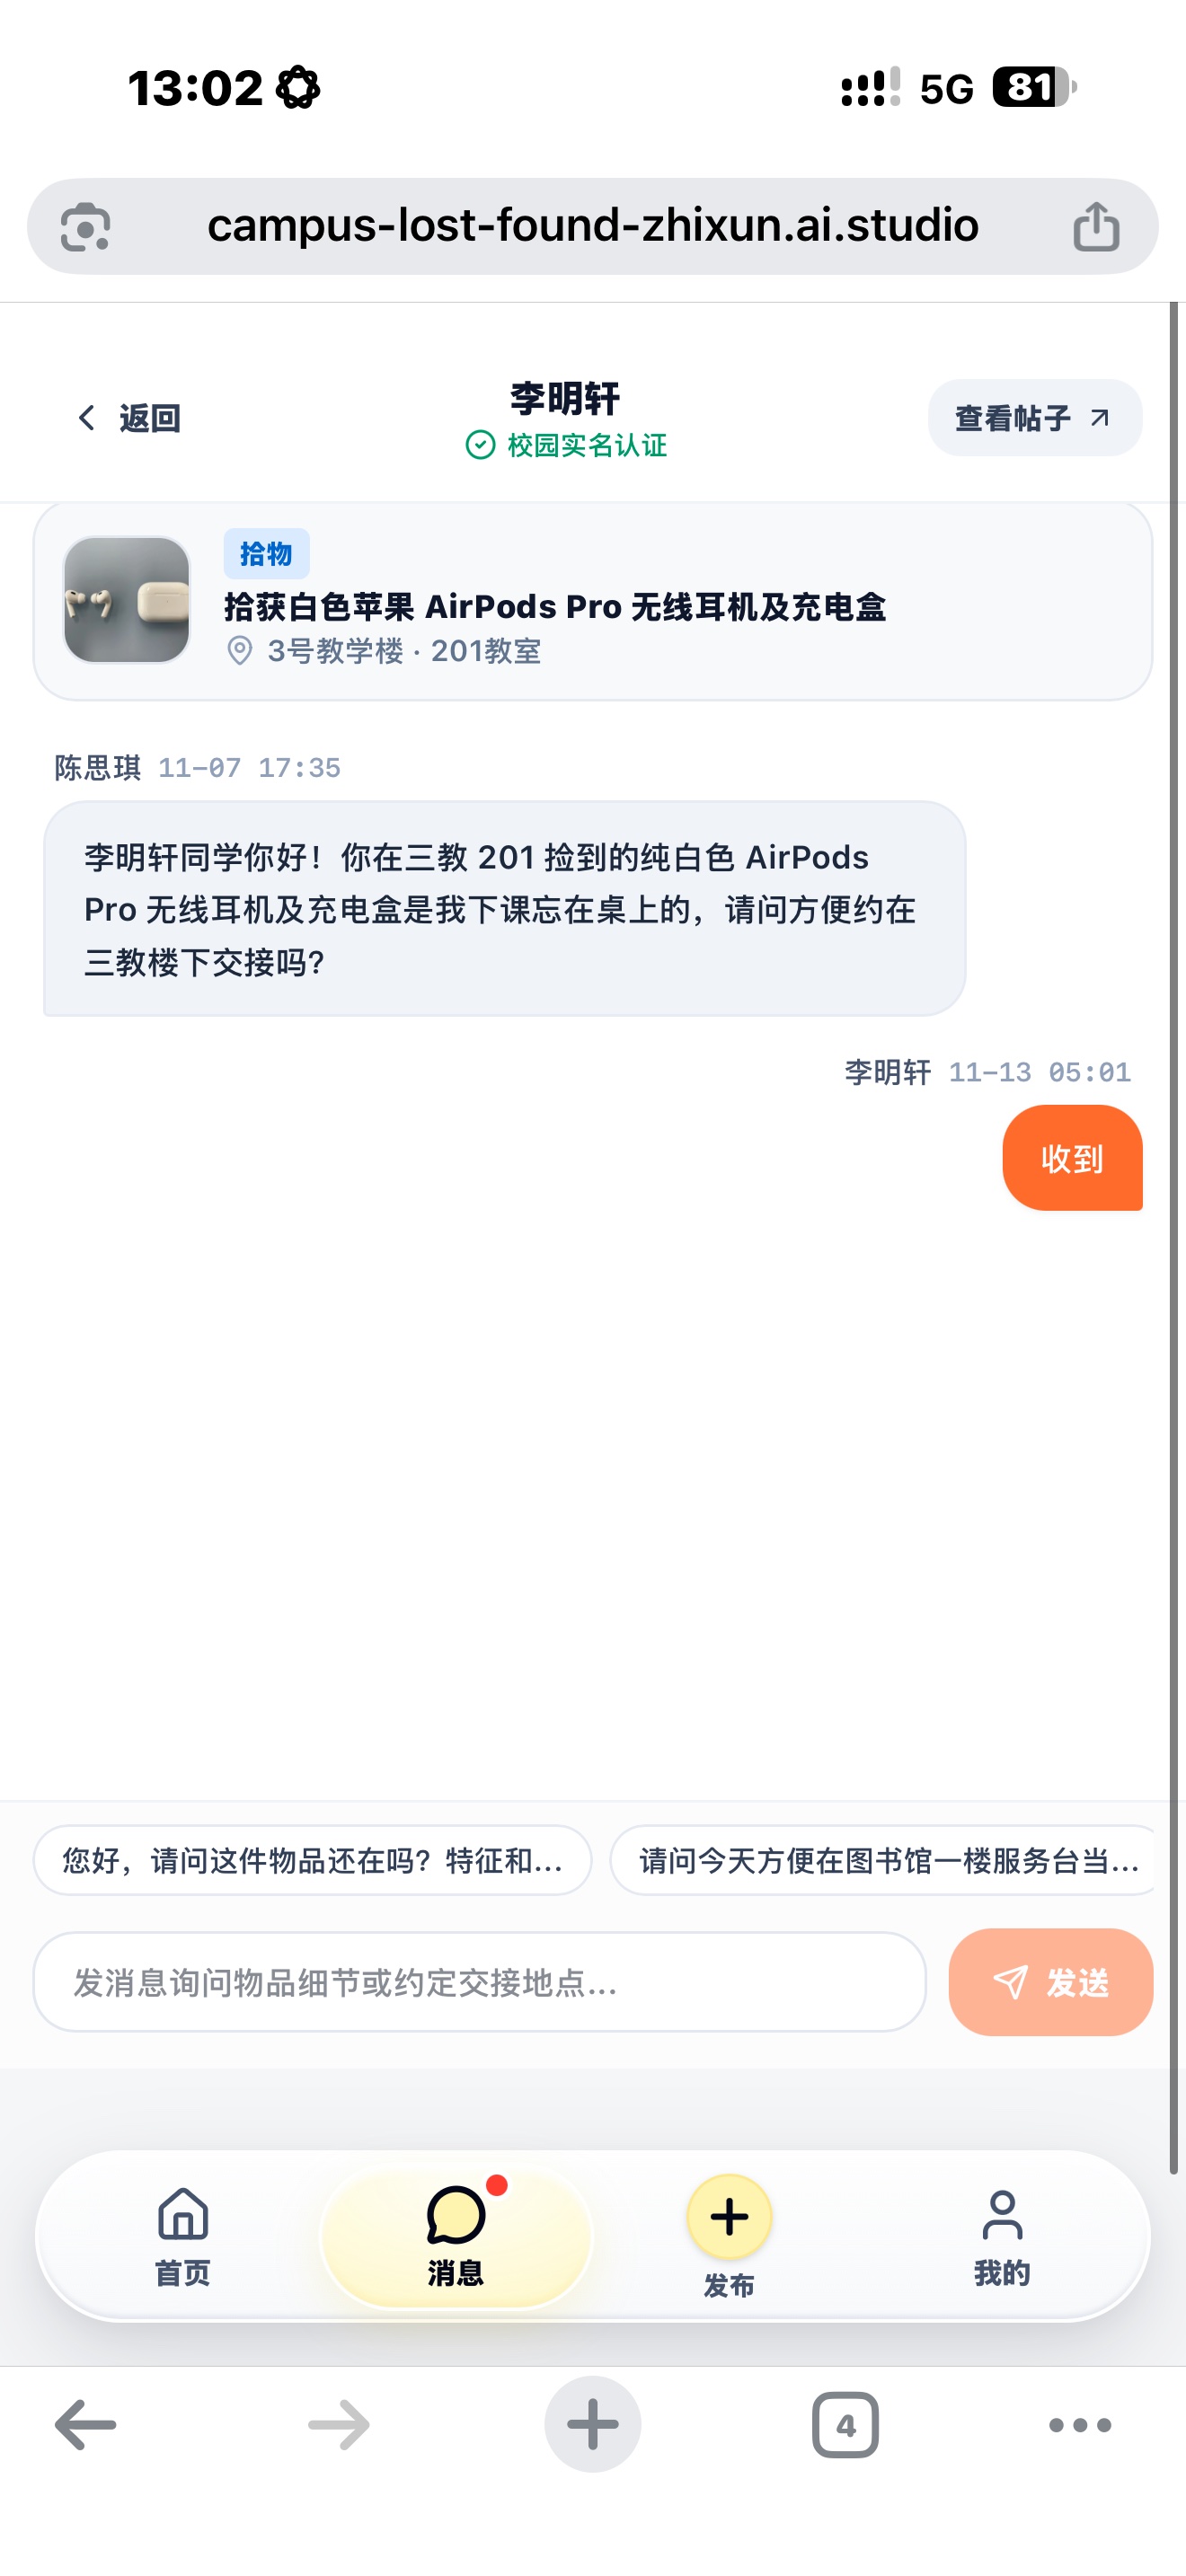 13:02
5G
81
campus-lost-found-zhixun.ai.studio
返回
李明轩
校园实名认证
查看帖子
拾物
拾获白色苹果 AirPods Pro 无线耳机及充电盒
3号教学楼 · 201教室
陈思琪 11-07 17:35
李明轩同学你好！你在三教 201 捡到的纯白色 AirPods
Pro 无线耳机及充电盒是我下课忘在桌上的，请问方便约在
三教楼下交接吗？
李明轩 11-13 05:01
收到
您好，请问这件物品还在吗？特征和...
请问今天方便在图书馆一楼服务台当...
发消息询问物品细节或约定交接地点...
发送
首页
消息
发布
我的
4